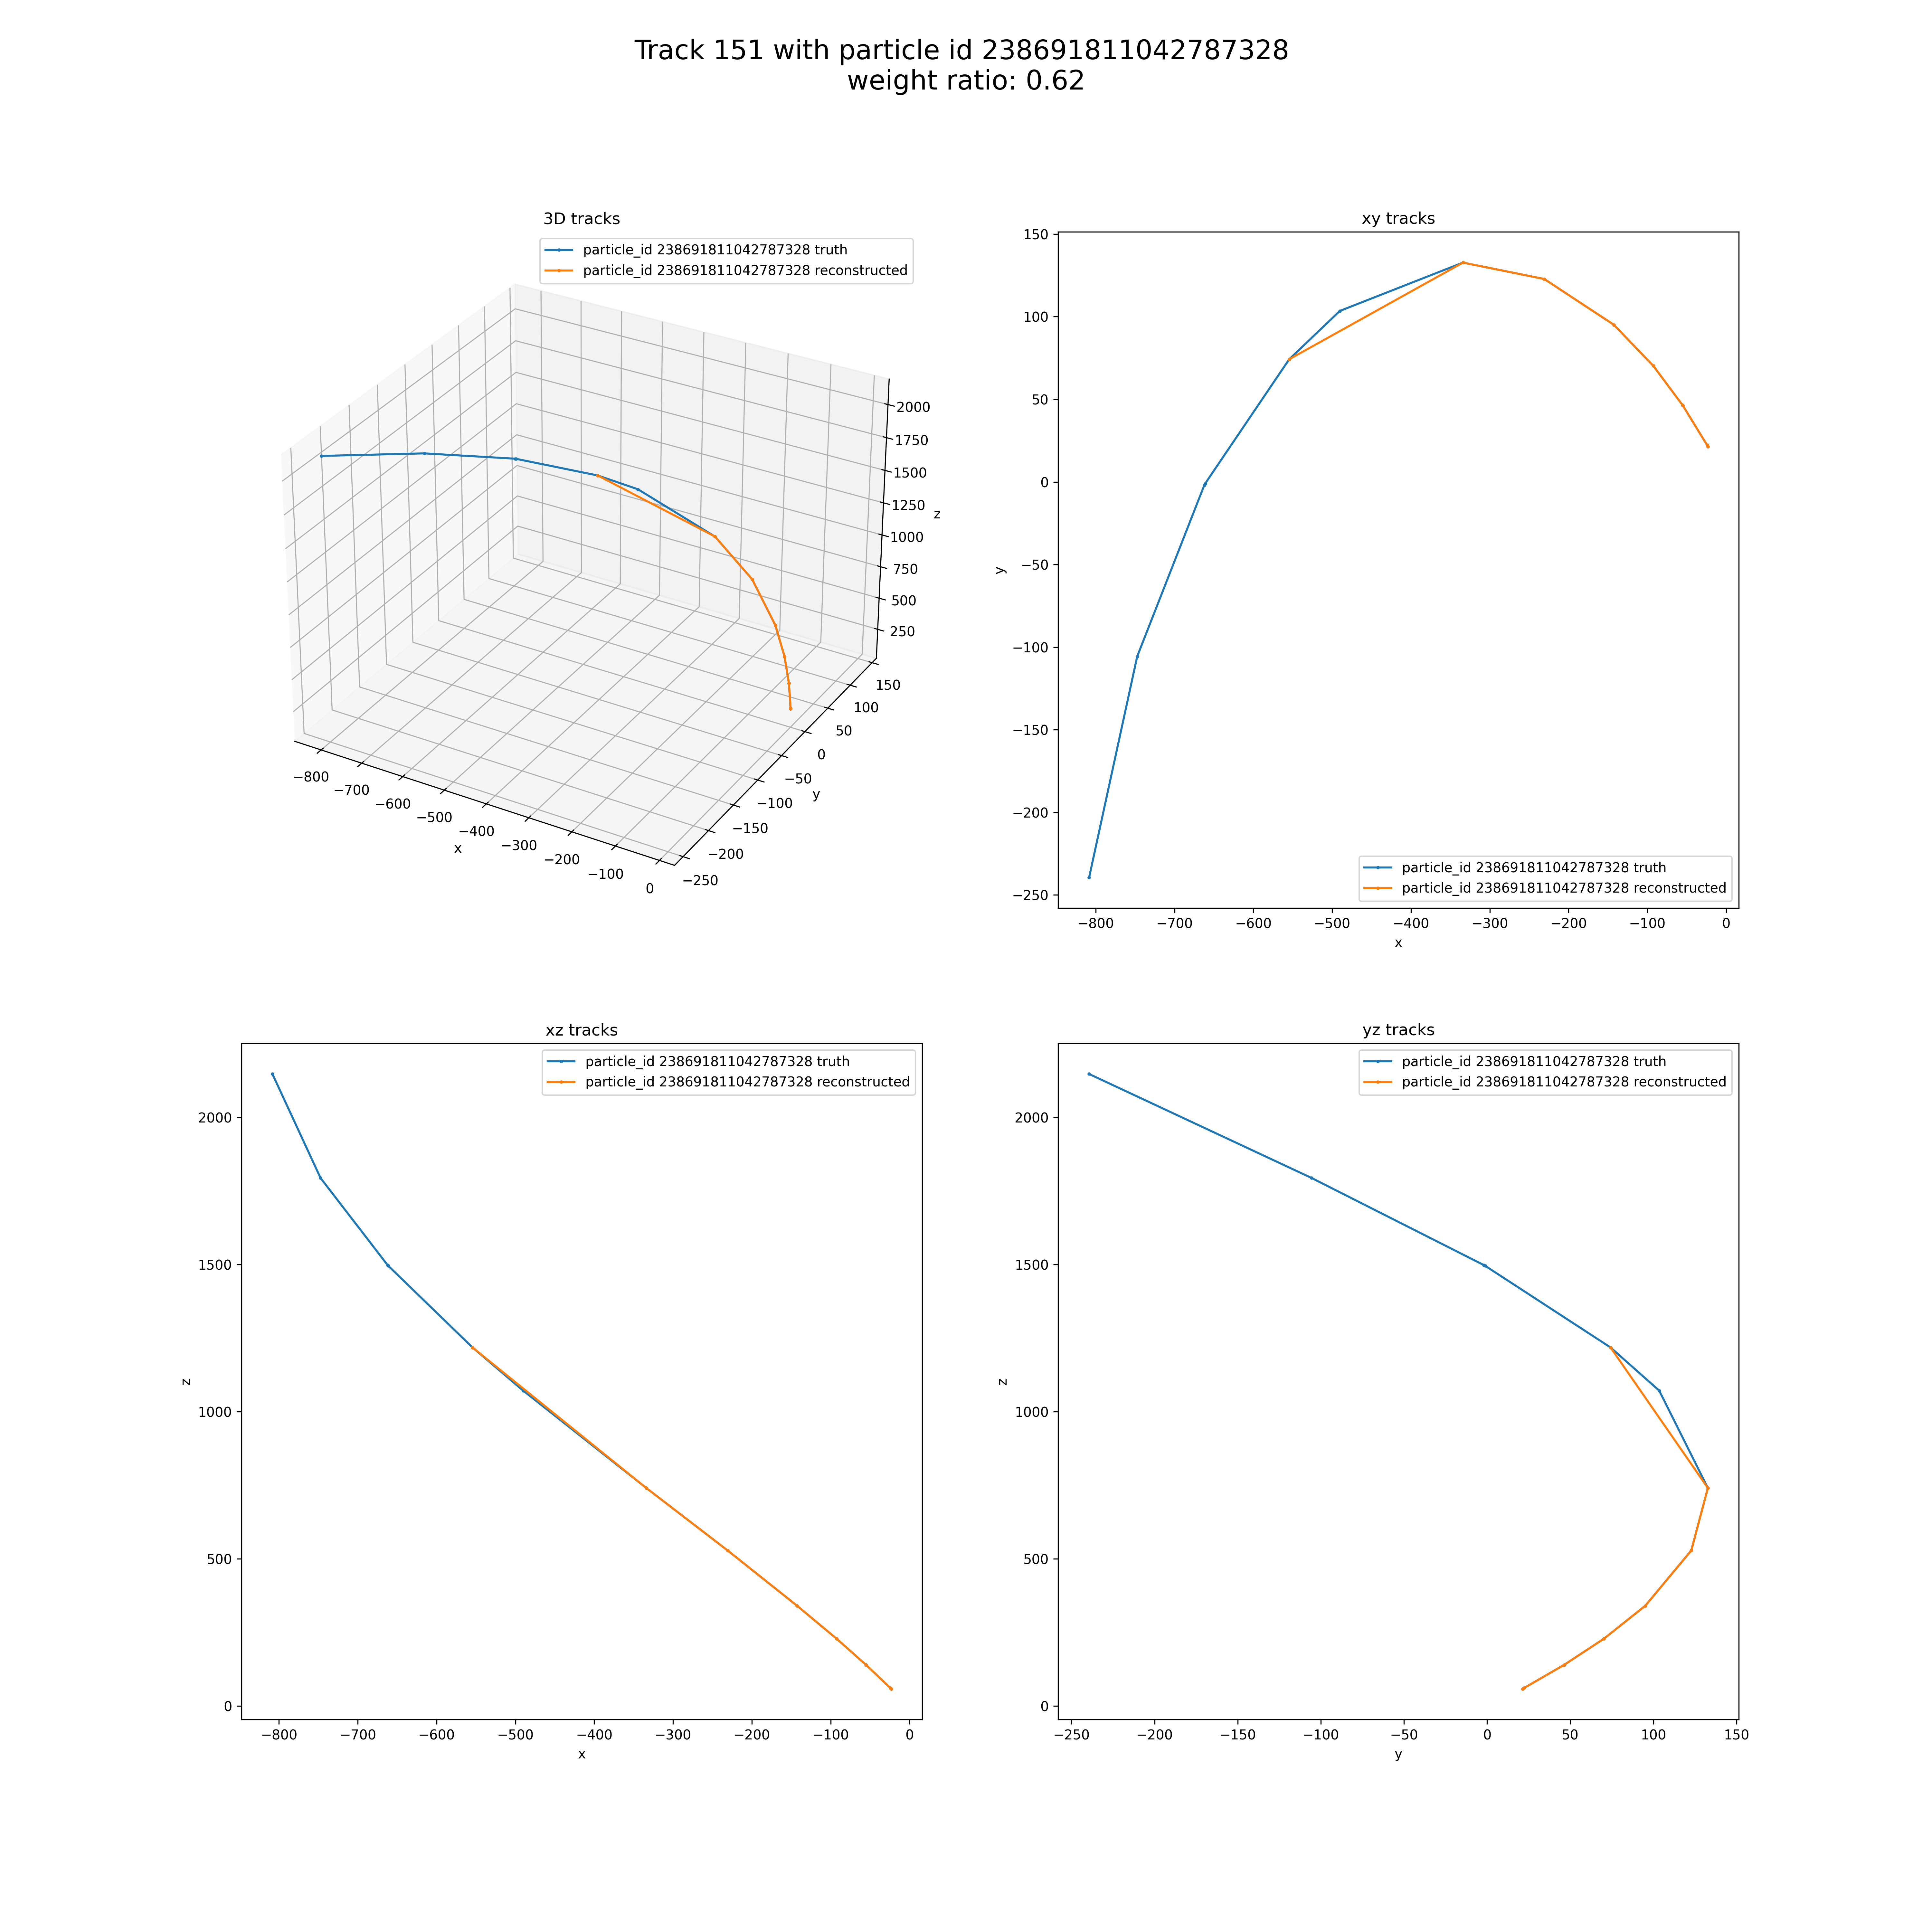 Track 151 with particle id 238691811042787328
weight ratio: 0.62
3D tracks
particle_id 238691811042787328 truth
particle_id 238691811042787328 reconstructed
2000
1750
1500
1250
1000
750
500
250
z
150
100
50
0
−50
−100
−150
−200
−250
y
−800
−700
−600
−500
−400
−300
−200
−100
0
x
xy tracks
150
100
50
0
−50
−100
−150
−200
−250
y
particle_id 238691811042787328 truth
particle_id 238691811042787328 reconstructed
−800 −700 −600 −500 −400 −300 −200 −100 0
x
xz tracks
particle_id 238691811042787328 truth
particle_id 238691811042787328 reconstructed
2000
1500
1000
500
0
z
−800 −700 −600 −500 −400 −300 −200 −100 0
x
yz tracks
particle_id 238691811042787328 truth
particle_id 238691811042787328 reconstructed
2000
1500
1000
500
0
z
−250 −200 −150 −100 −50 0 50 100 150
y